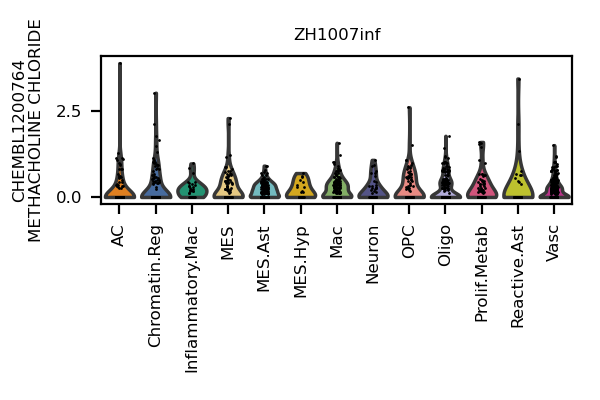 ZH1007inf
CHEMBL1200764
METHACHOLINE CHLORIDE
2.5
0.0
AC
Chromatin.Reg
Inflammatory.Mac
MES
MES.Ast
MES.Hyp
Mac
Neuron
OPC
Oligo
Prolif.Metab
Reactive.Ast
Vasc